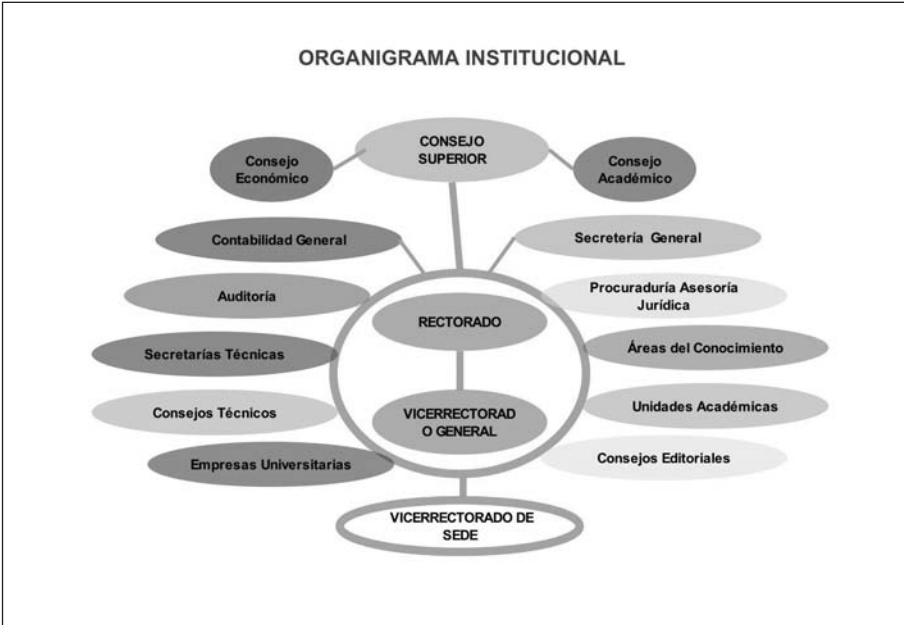 ORGANIGRAMA INSTITUCIONAL
CONSEJO
SUPERIOR
Consejo
Económico
Consejo
Académico
Contabilidad General
Secretería General
Auditoría
Procuraduría Asesoría
Jurídica
RECTORADO
Secretarías Técnicas
Áreas del Conocimiento
Consejos Técnicos
VICERRECTORAD
O GENERAL
Unidades Académicas
Empresas Universitarias
Consejos Editoriales
VICERRECTORADO DE
SEDE